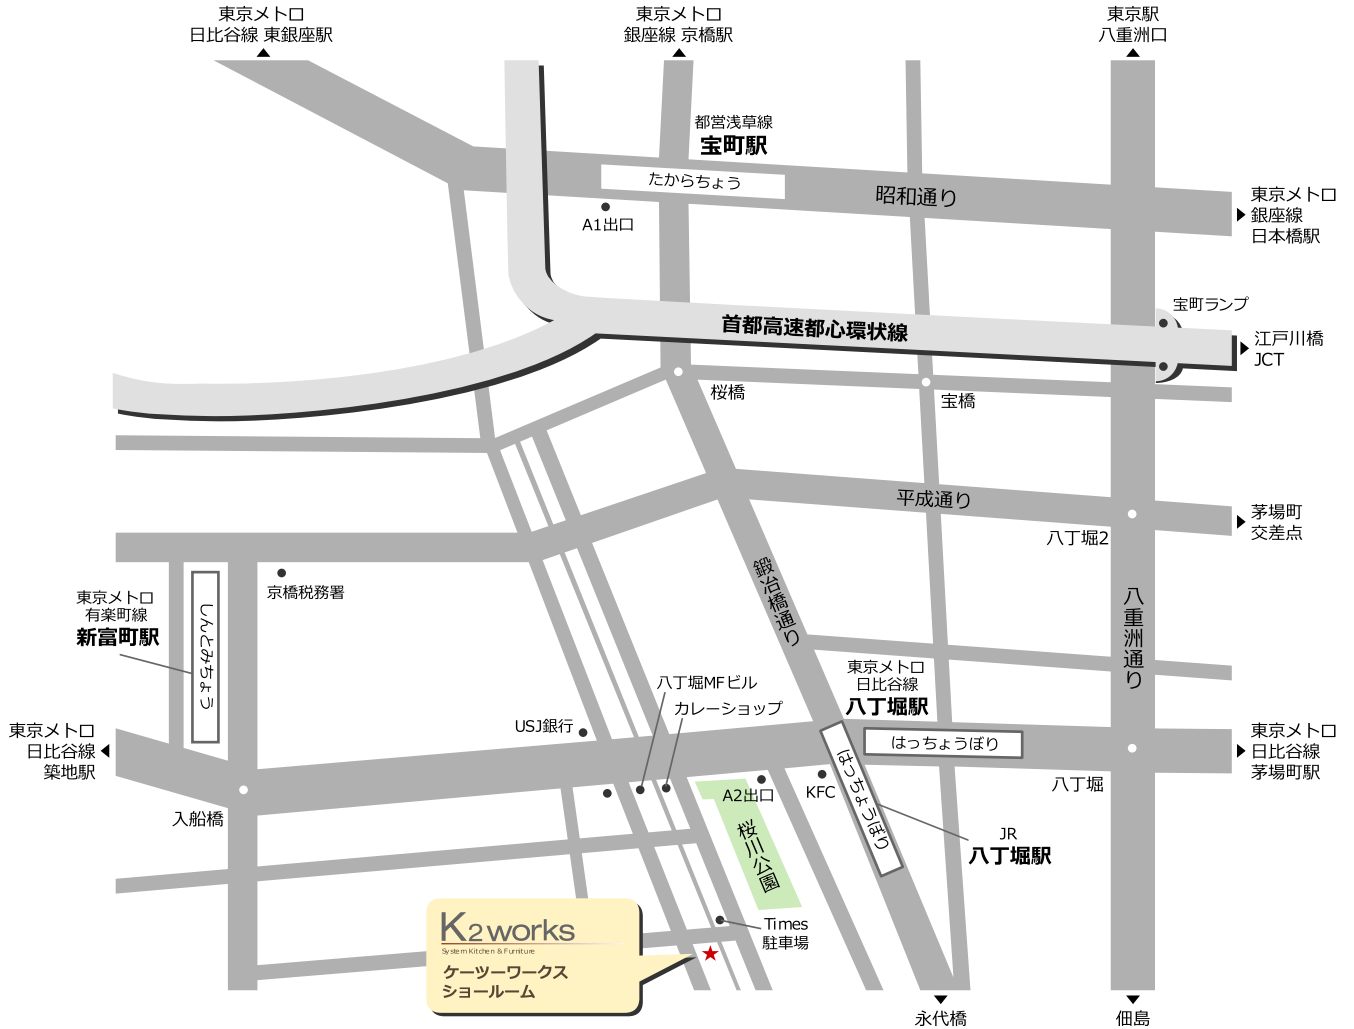 東京メトロ
日比谷線 東銀座駅
東京メトロ
銀座線 京橋駅
東京駅
八重洲口
都営浅草線
宝町駅
たからちょう
A1出口
昭和通り
東京メトロ
銀座線
日本橋駅
宝町ランプ
首都高速都心環状線
江戸川橋
JCT
桜橋
宝橋
平成通り
茅場町
交差点
八丁堀2
京橋税務署
東京メトロ
有楽町線
新富町駅
しんとみちょう
鍛冶橋通り
八重洲通り
東京メトロ
日比谷線
八丁堀駅
八丁堀MFビル
カレーショップ
USJ銀行
東京メトロ
日比谷線
築地駅
はっちょうぼり
東京メトロ
日比谷線
茅場町駅
はっちょうぼり
八丁堀
入船橋
A2出口
KFC
桜川公園
JR
八丁堀駅
K2works
System Kitchen & Furniture
ケーツーワークス
ショールーム
Times
駐車場
永代橋
佃島